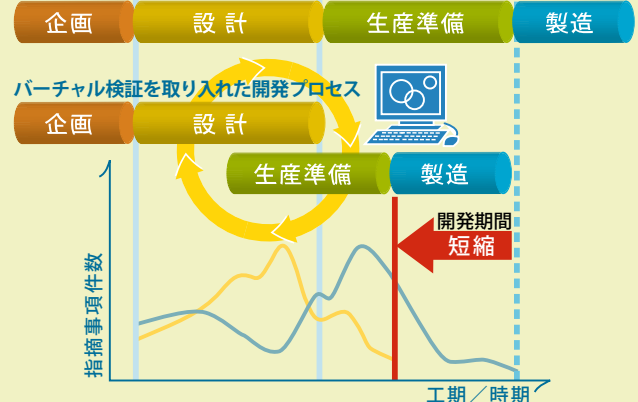 企画 設計 生産準備 製造
バーチャル検証を取り入れた開発プロセス
企画 設計
生産準備 製造
開発期間
短縮
指摘事項件数
工期／時期